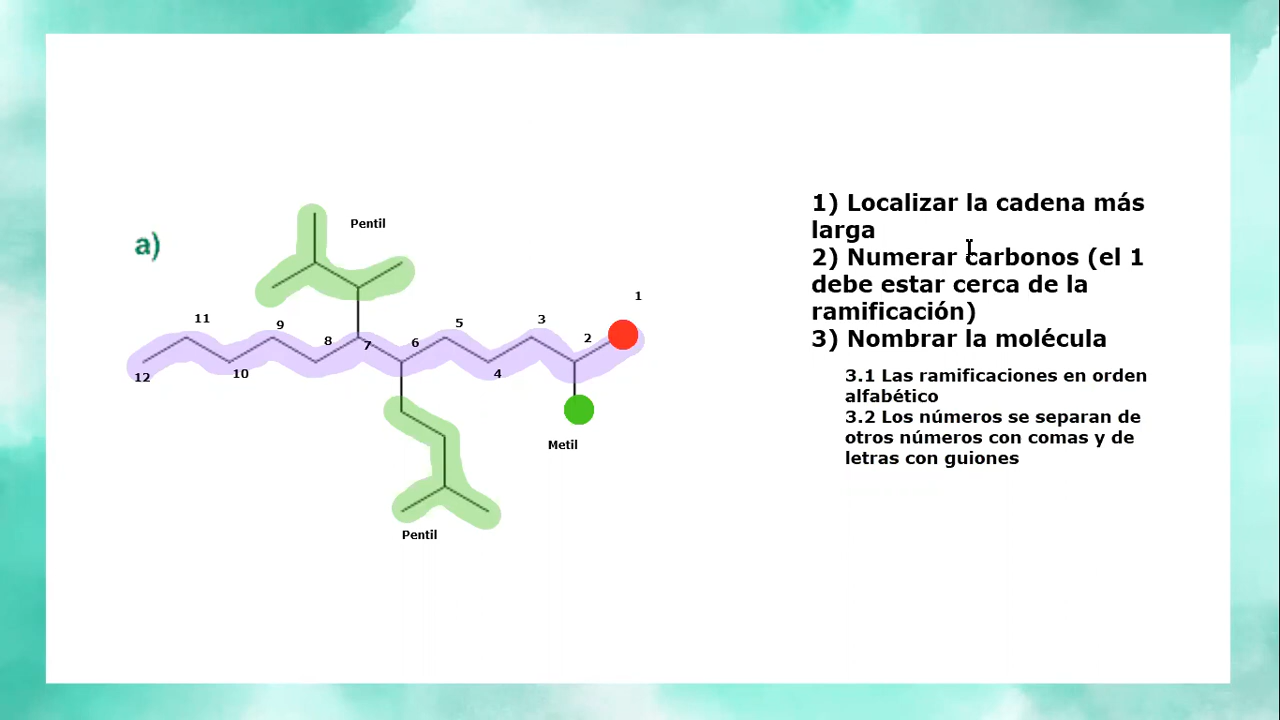 a)
Pentil
1
11
9
8
7
6
5
3
2
12
10
4
Metil
Pentil
1) Localizar la cadena más
larga
2) Numerar carbonos (el 1
debe estar cerca de la
ramificación)
3) Nombrar la molécula
3.1 Las ramificaciones en orden
alfabético
3.2 Los números se separan de
otros números con comas y de
letras con guiones